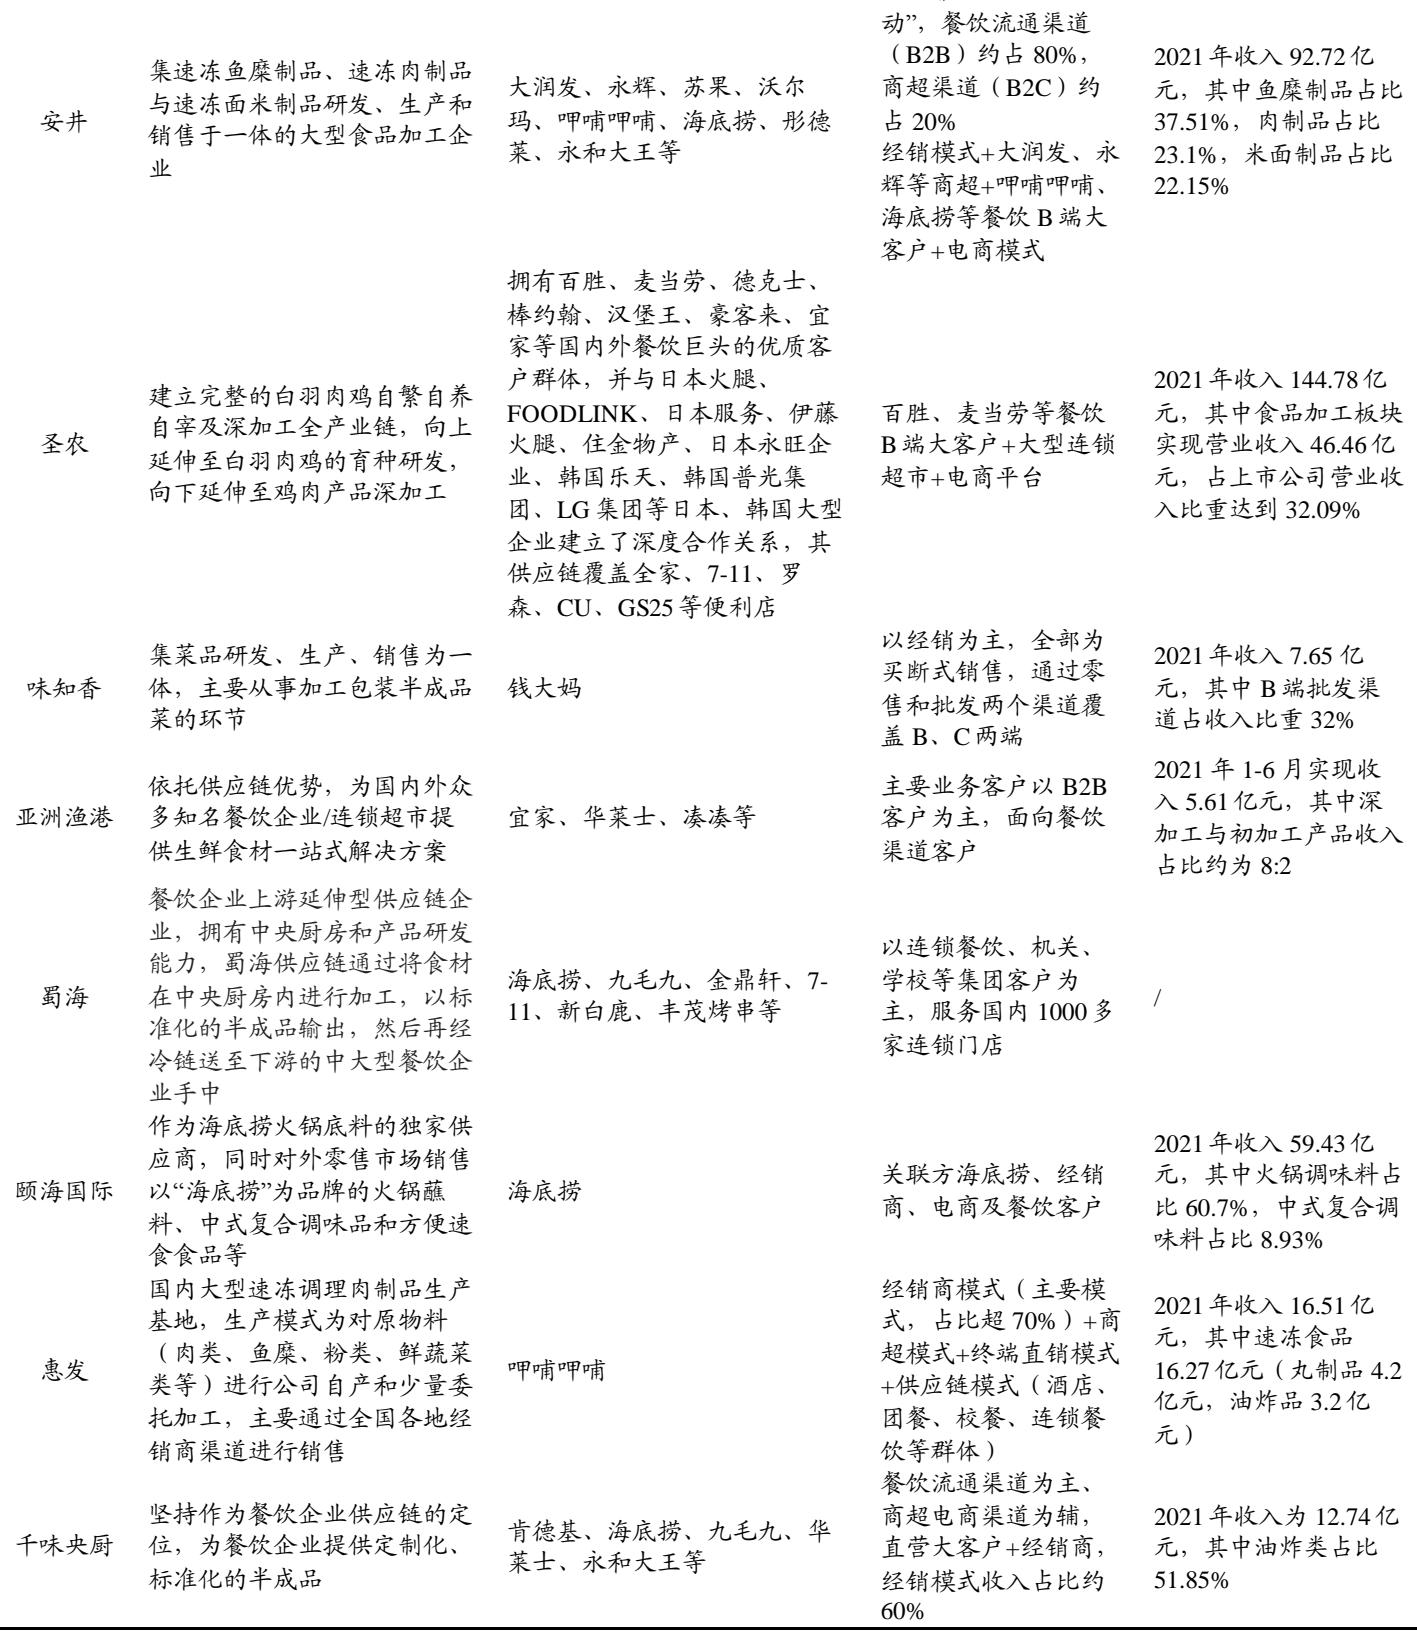 动”，餐饮流通渠道
（B2B）约占 80%，
商超渠道（B2C）约
占 20%
经销模式+大润发、永
辉等商超+呷哺呷哺、
海底捞等餐饮 B 端大
客户+电商模式
安井
集速冻鱼糜制品、速冻肉制品
与速冻面米制品研发、生产和
销售于一体的大型食品加工企
业
大润发、永辉、苏果、沃尔
玛、呷哺呷哺、海底捞、彤德
莱、永和大王等
2021 年收入 92.72 亿
元，其中鱼糜制品占比
37.51%，肉制品占比
23.1%，米面制品占比
22.15%
圣农
建立完整的白羽肉鸡自繁自养
自宰及深加工全产业链，向上
延伸至白羽肉鸡的育种研发，
向下延伸至鸡肉产品深加工
拥有百胜、麦当劳、德克士、
棒约翰、汉堡王、豪客来、宜
家等国内外餐饮巨头的优质客
户群体，并与日本火腿、
FOODLINK、日本服务、伊藤
火腿、住金物产、日本永旺企
业、韩国乐天、韩国普光集
团、LG 集团等日本、韩国大型
企业建立了深度合作关系，其
供应链覆盖全家、7-11、罗
森、CU、GS25 等便利店
百胜、麦当劳等餐饮
B 端大客户+大型连锁
超市+电商平台
2021 年收入 144.78 亿
元，其中食品加工板块
实现营业收入 46.46 亿
元，占上市公司营业收
入比重达到 32.09%
味知香
集菜品研发、生产、销售为一
体，主要从事加工包装半成品
菜的环节
钱大妈
以经销为主，全部为
买断式销售，通过零
售和批发两个渠道覆
盖 B、C 两端
2021 年收入 7.65 亿
元，其中 B 端批发渠
道占收入比重 32%
亚洲渔港
依托供应链优势，为国内外众
多知名餐饮企业/连锁超市提
供生鲜食材一站式解决方案
宜家、华莱士、凑凑等
主要业务客户以 B2B
客户为主，面向餐饮
渠道客户
2021 年 1-6 月实现收
入 5.61 亿元，其中深
加工与初加工产品收入
占比约为 8:2
蜀海
餐饮企业上游延伸型供应链企
业，拥有中央厨房和产品研发
能力，蜀海供应链通过将食材
在中央厨房内进行加工，以标
准化的半成品输出，然后再经
冷链送至下游的中大型餐饮企
业手中
海底捞、九毛九、金鼎轩、7-
11、新白鹿、丰茂烤串等
以连锁餐饮、机关、
学校等集团客户为
主，服务国内 1000 多
家连锁门店
/
颐海国际
作为海底捞火锅底料的独家供
应商，同时对外零售市场销售
以“海底捞”为品牌的火锅蘸
料、中式复合调味品和方便速
食食品等
海底捞
关联方海底捞、经销
商、电商及餐饮客户
2021 年收入 59.43 亿
元，其中火锅调味料占
比 60.7%，中式复合调
味料占比 8.93%
惠发
国内大型速冻调理肉制品生产
基地，生产模式为对原物料
（肉类、鱼糜、粉类、鲜蔬菜
类等）进行公司自产和少量委
托加工，主要通过全国各地经
销商渠道进行销售
呷哺呷哺
经销商模式（主要模
式，占比超 70%）+商
超模式+终端直销模式
+供应链模式（酒店、
团餐、校餐、连锁餐
饮等群体）
2021 年收入 16.51 亿
元，其中速冻食品
16.27 亿元（丸制品 4.2
亿元，油炸品 3.2 亿
元）
千味央厨
坚持作为餐饮企业供应链的定
位，为餐饮企业提供定制化、
标准化的半成品
肯德基、海底捞、九毛九、华
莱士、永和大王等
餐饮流通渠道为主、
商超电商渠道为辅，
直营大客户+经销商，
经销模式收入占比约
60%
2021 年收入为 12.74 亿
元，其中油炸类占比
51.85%